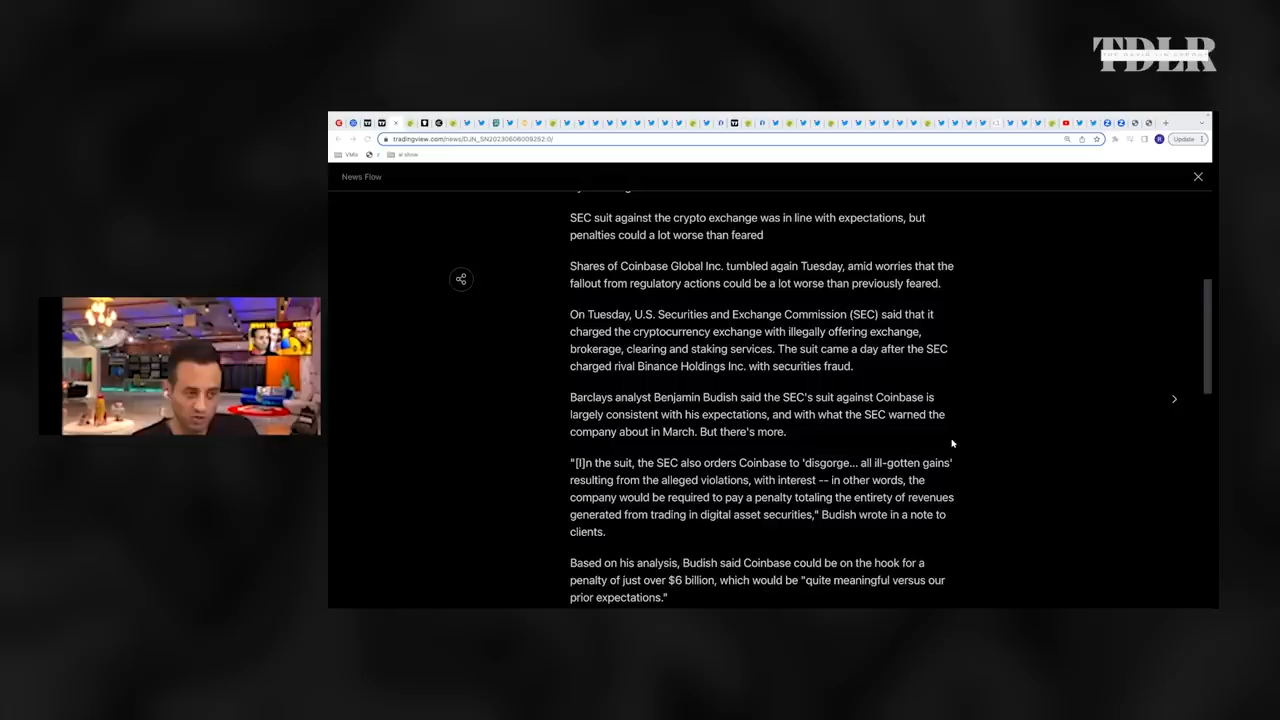 TDLR
tradingview.com/news/DJN_SN20230606009252:0/
Update
VMix
r
ai show
News Flow
SEC suit against the crypto exchange was in line with expectations, but
penalties could a lot worse than feared
Shares of Coinbase Global Inc. tumbled again Tuesday, amid worries that the
fallout from regulatory actions could be a lot worse than previously feared.
On Tuesday, U.S. Securities and Exchange Commission (SEC) said that it
charged the cryptocurrency exchange with illegally offering exchange,
brokerage, clearing and staking services. The suit came a day after the SEC
charged rival Binance Holdings Inc. with securities fraud.
Barclays analyst Benjamin Budish said the SEC's suit against Coinbase is
largely consistent with his expectations, and with what the SEC warned the
company about in March. But there's more.
"[I]n the suit, the SEC also orders Coinbase to 'disgorge... all ill-gotten gains'
resulting from the alleged violations, with interest -- in other words, the
company would be required to pay a penalty totaling the entirety of revenues
generated from trading in digital asset securities," Budish wrote in a note to
clients.
Based on his analysis, Budish said Coinbase could be on the hook for a
penalty of just over $6 billion, which would be "quite meaningful versus our
prior expectations."